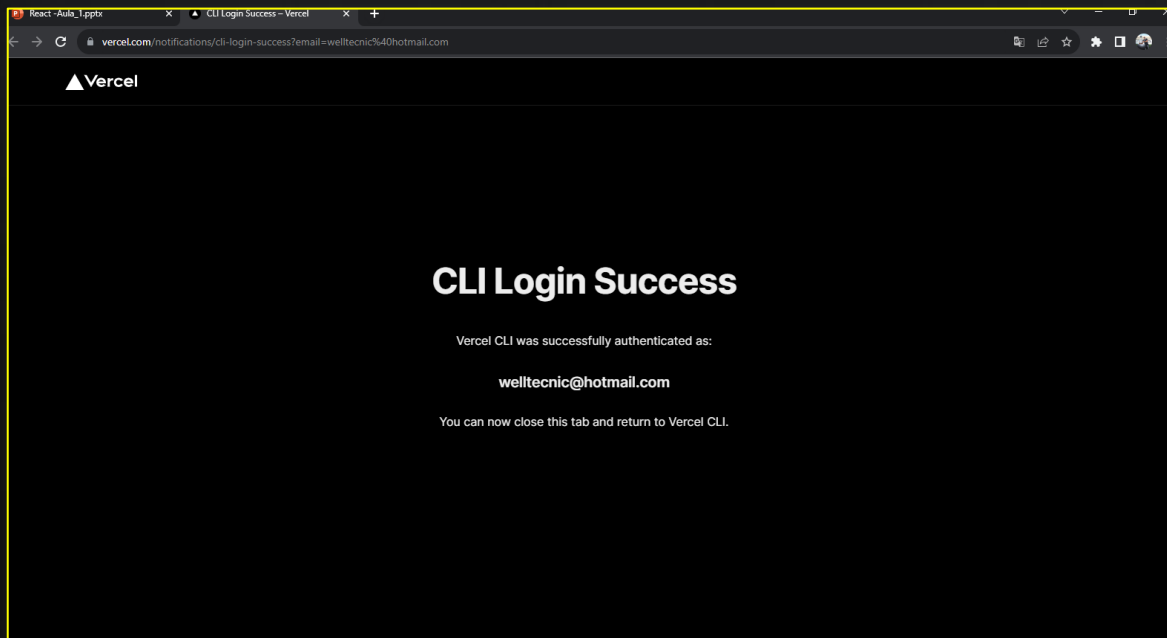 React -Aula_1.pptx
CLI Login Success – Vercel
vercel.com/notifications/cli-login-success?email=welltecnic%40hotmail.com
Vercel
CLI Login Success
Vercel CLI was successfully authenticated as:
welltecnic@hotmail.com
You can now close this tab and return to Vercel CLI.